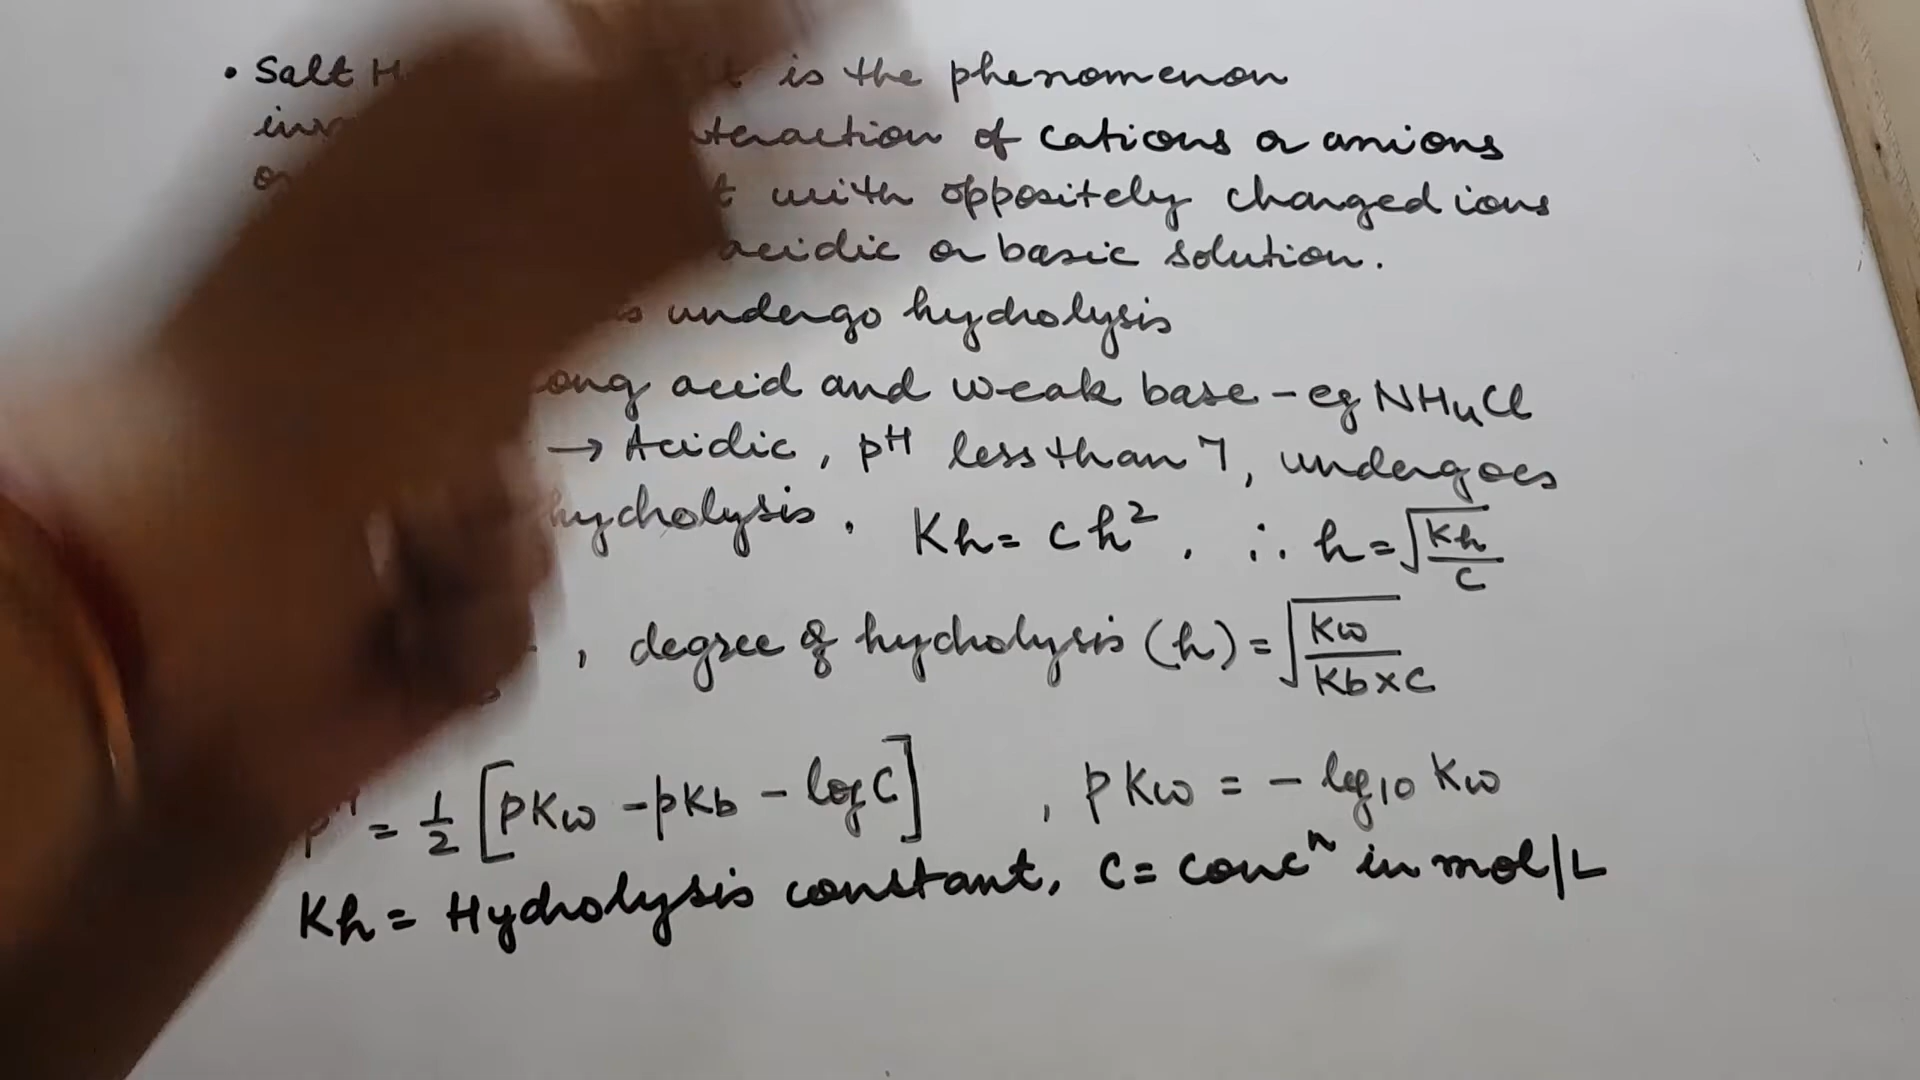 • Salt is the phenomenon
of cations or anions
with oppositely charged ions
acidic or basic solution.
undergo hydrolysis
acid and weak base - eg NH4Cl
→ Acidic, pH less than 7, undergoes
hydrolysis. Kh = ch², ∴ h = √(Kh/C)
, degree of hydrolysis (h) = √(Kw/(Kb×C))
= 1/2 [pKw - pKb - log C] , pKw = - log10 Kw
Kh = Hydrolysis constant, C = concⁿ in mol/L